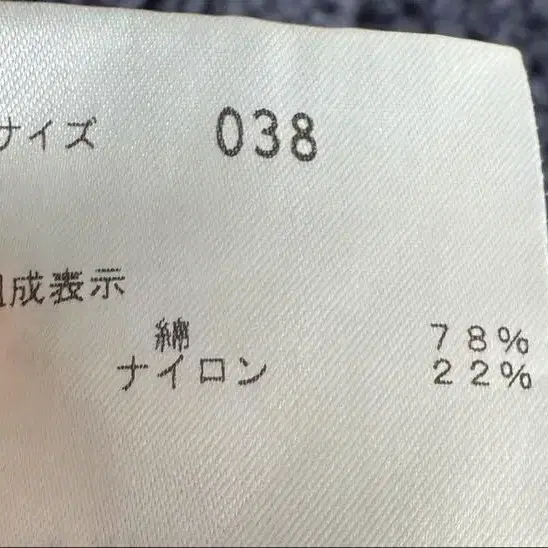 サイズ 038
組成表示
綿 78%
ナイロン 22%